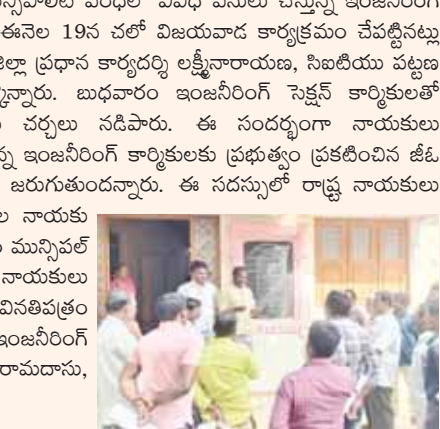 వివిధ పనులు చేస్తున్న ఇంజనీరింగ్
ఈనెల 19న చలో విజయవాడ కార్యక్రమం చేపట్టినట్లు
ప్రధాన కార్యదర్శి లక్ష్మీనారాయణ, సిఐటియు పట్టణ
బుధవారం ఇంజనీరింగ్ సెక్షన్ కార్మికులతో
చర్చలు నడిపారు. ఈ సందర్భంగా నాయకులు
ఇంజనీరింగ్ కార్మికులకు ప్రభుత్వం ప్రకటించిన జీఓ
జరుగుతుందన్నారు. ఈ సదస్సులో రాష్ట్ర నాయకులు
నాయకు
మున్సిపల్
నాయకులు
వినతిపత్రం
ఇంజనీరింగ్
రామదాసు,